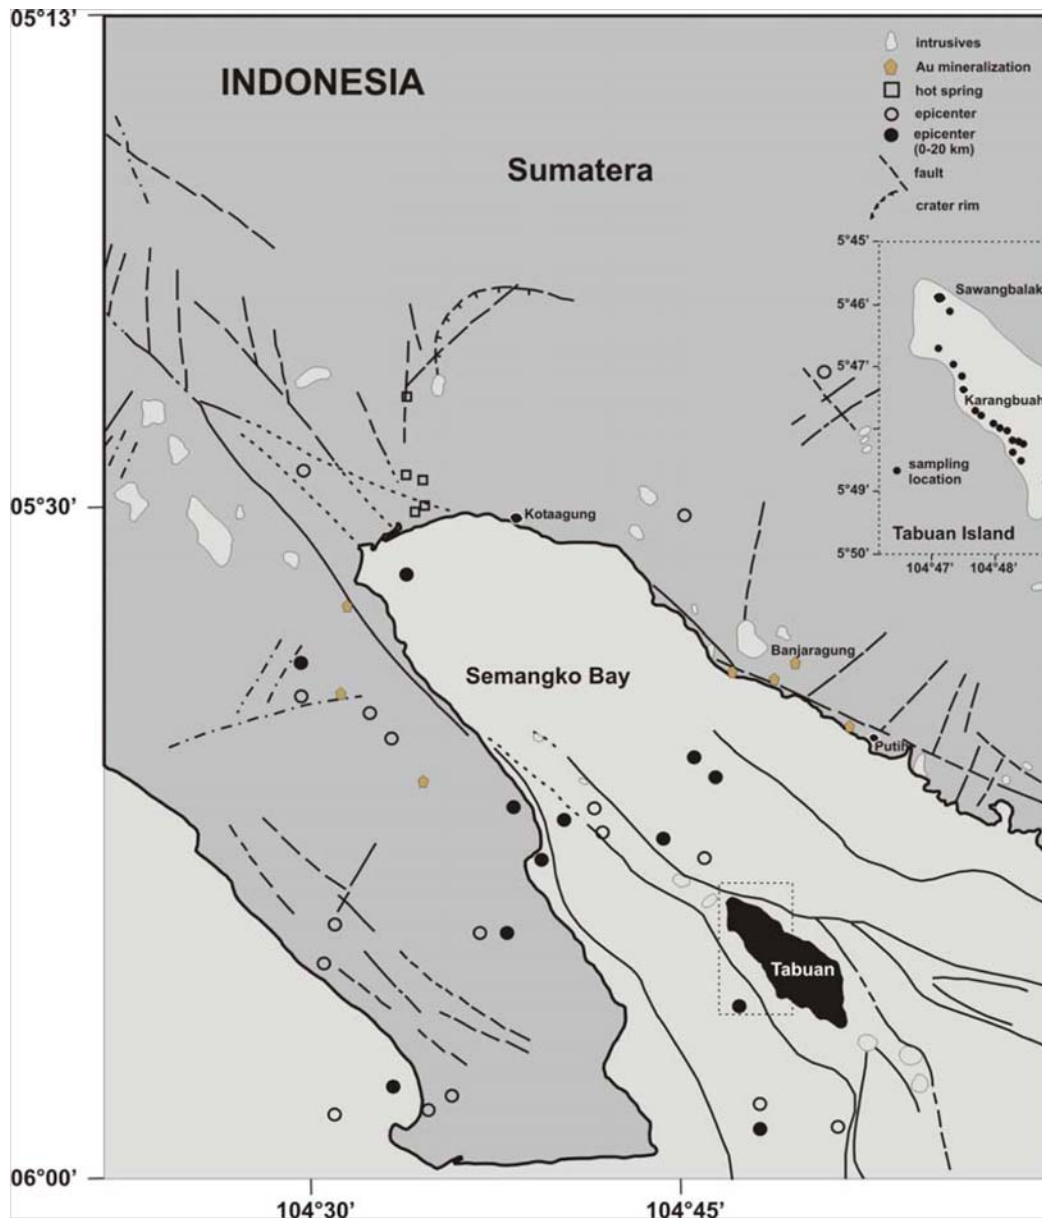 05°13’
INDONESIA
Sumatera
intrusives
Au mineralization
hot spring
epicenter
epicenter
(0-20 km)
fault
crater rim
5°45’
5°46’
5°47’
5°49’
5°50’
Sawangbalak
Karangbuah
sampling
location
Tabuan Island
104°47’
104°48’
05°30’
Kotaagung
Semangko Bay
Banjaragung
Putih
Tabuan
06°00’
104°30’
104°45’